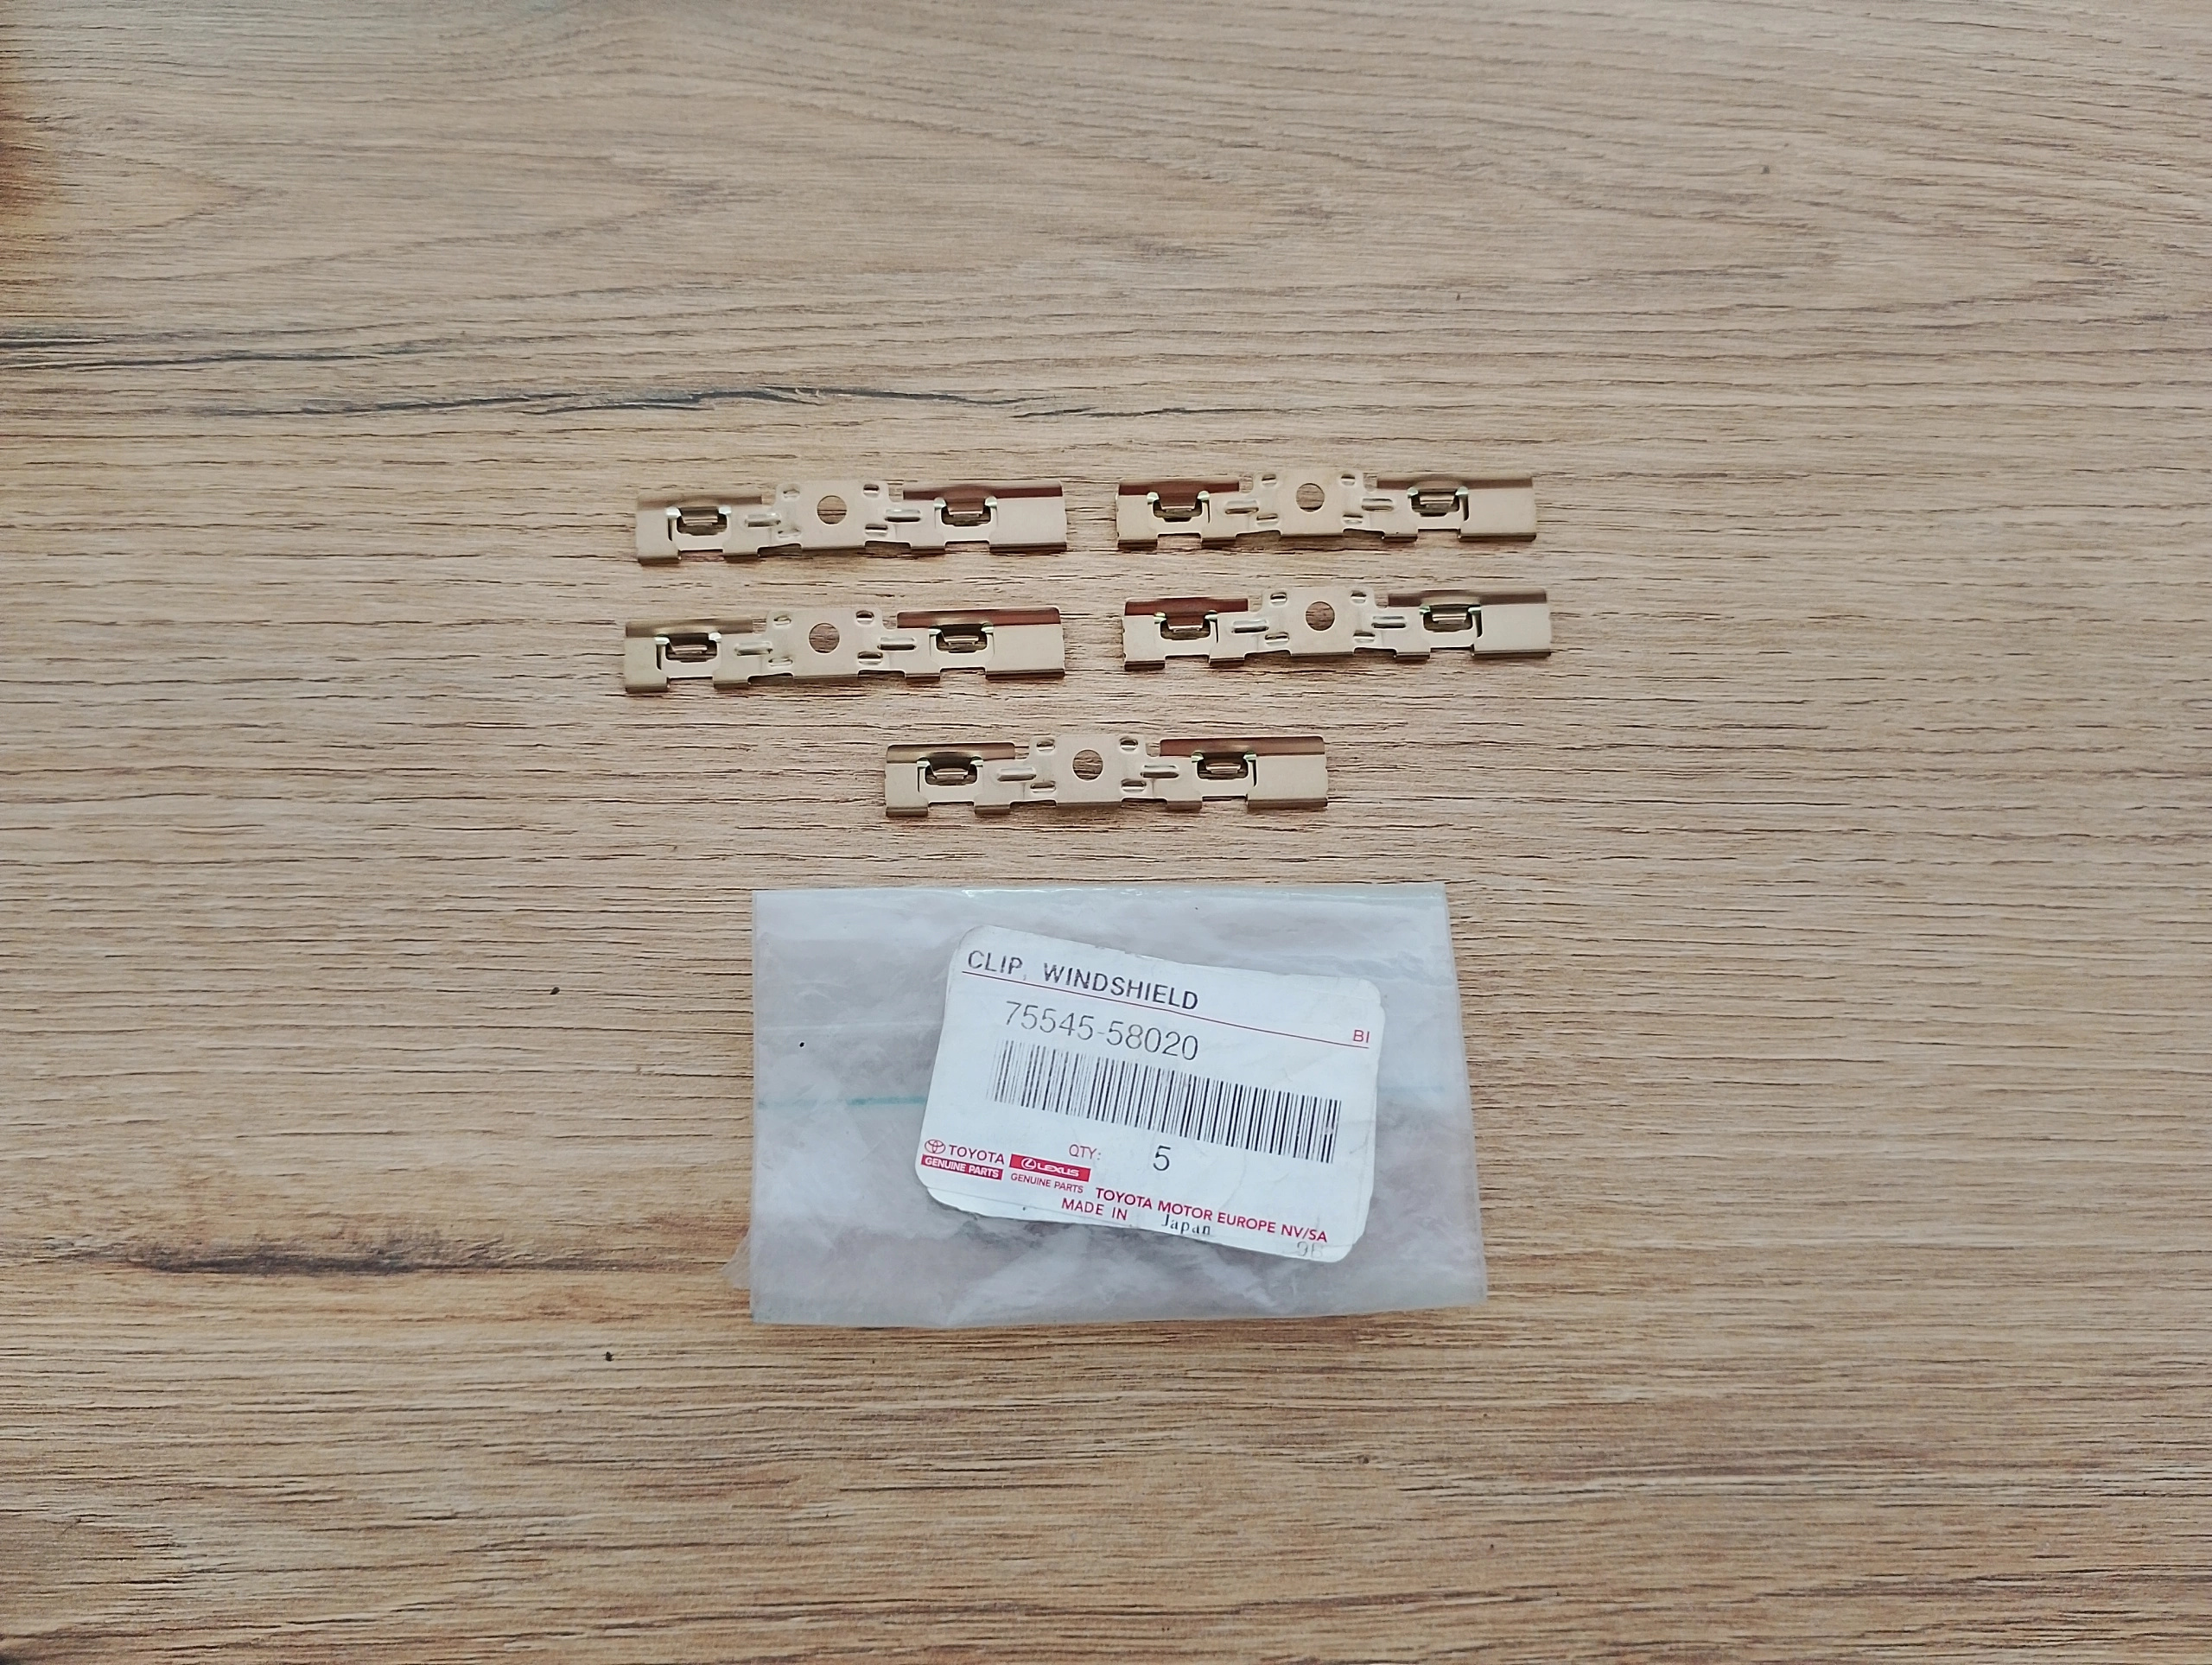 CLIP, WINDSHIELD
BI
75545-58020
QTY: 5
TOYOTA
GENUINE PARTS
LEXUS
GENUINE PARTS
TOYOTA MOTOR EUROPE NV/SA
MADE IN Japan